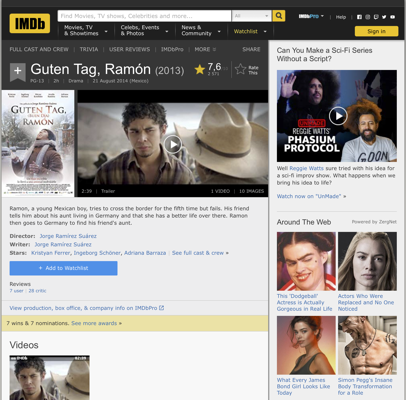 IMDb
Find Movies, TV shows, Celebrities and more...
All
IMDbPro
Help
Movies, TV
& Showtimes
Celebs, Events
& Photos
News &
Community
Watchlist
Sign in
FULL CAST AND CREW | TRIVIA | USER REVIEWS | IMDbPro | MORE
SHARE
Guten Tag, Ramón (2013)
7,6
2 571
Rate
This
PG-13 | 2h | Drama | 21 August 2014 (Mexico)
GUTEN TAG,
RAMÓN
2:39 | Trailer
1 VIDEO | 10 IMAGES
Ramon, a young Mexican boy, tries to cross the border for the fifth time but fails. His friend
tells him about his aunt living in Germany and that she has a better life over there. Ramon
then goes to Germany to find his friend's aunt.
Director: Jorge Ramírez Suárez
Writer: Jorge Ramírez Suárez
Stars: Kristyan Ferrer, Ingeborg Schöner, Adriana Barraza | See full cast & crew »
+ Add to Watchlist
Reviews
7 user | 28 critic
View production, box office, & company info on IMDbPro
7 wins & 7 nominations. See more awards »
Videos
Can You Make a Sci-Fi Series
Without a Script?
REGGIE WATTS'
PHASIUM
PROTOCOL
Well Reggie Watts sure tried with his idea for
a sci-fi improv show. What happens when we
bring his idea to life?
Watch now on "UnMade" »
Around The Web
Powered by ZergNet
This 'Dodgeball'
Actress is Actually
Gorgeous in Real Life
Actors Who Were
Replaced and No One
Noticed
What Every James
Bond Girl Looks Like
Today
Simon Pegg's Insane
Body Transformation
for a Role